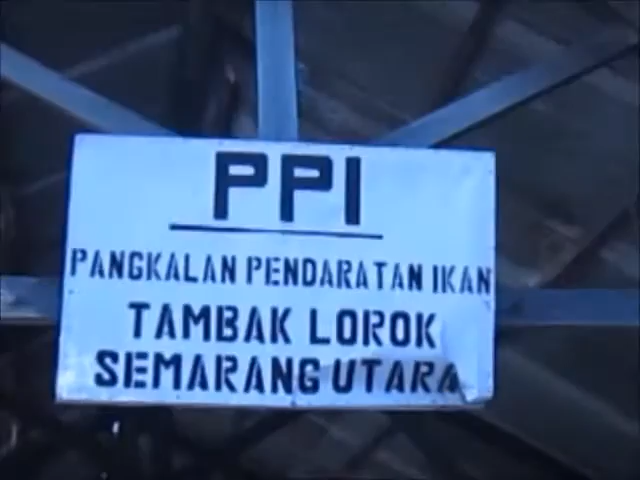 PPI
PANGKALAN PENDARATAN IKAN
TAMBAK LOROK
SEMARANG UTARA